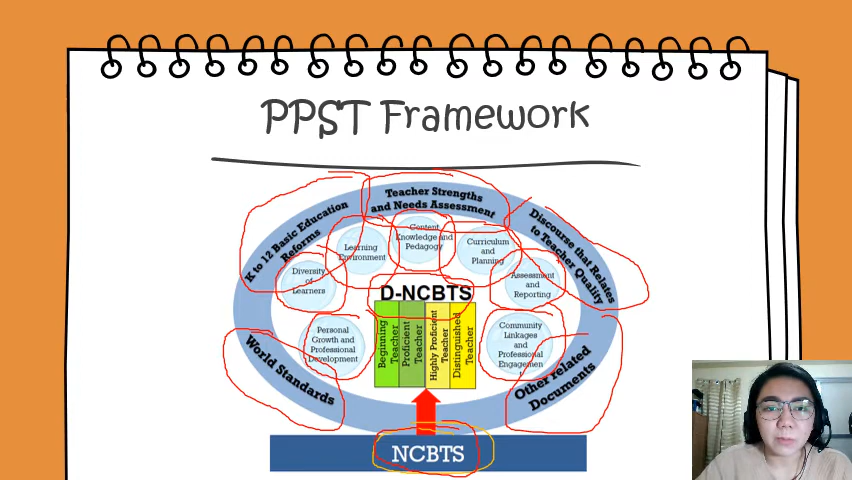 PPST Framework
Teacher Strengths
and Needs Assessment
K to 12 Basic Education
Reforms
Discourse that Relates
to Teacher Quality
Content
Knowledge and
Pedagogy
Learning
Environment
Curriculum
and
Planning
Diversity
of
Learners
Assessment
and
Reporting
D-NCBTS
Personal
Growth and
Professional
Development
Beginning
Teacher
Proficient
Teacher
Highly Proficient
Teacher
Distinguished
Teacher
Community
Linkages
and
Professional
Engagemen
t
World Standards
Other related
Documents
NCBTS